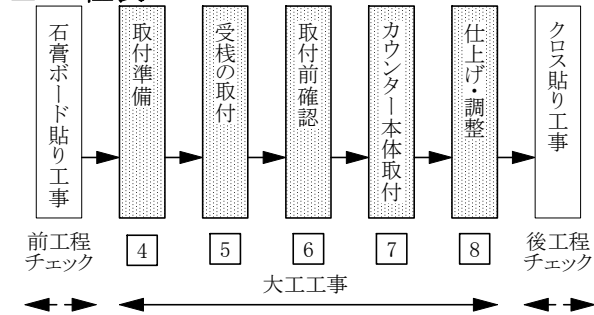 石膏ボード貼り工事
取付準備
受桟の取付
取付前確認
カウンター本体取付
仕上げ・調整
クロス貼り工事
前工程
チェック
4
5
6
7
8
後工程
チェック
大工工事